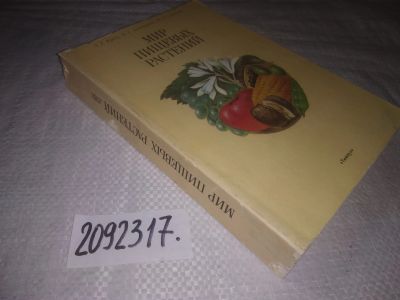 МИР
ПИЩЕВЫХ
РАСТЕНИЙ
МИР ПИЩЕВЫХ РАСТЕНИЙ
2092317.